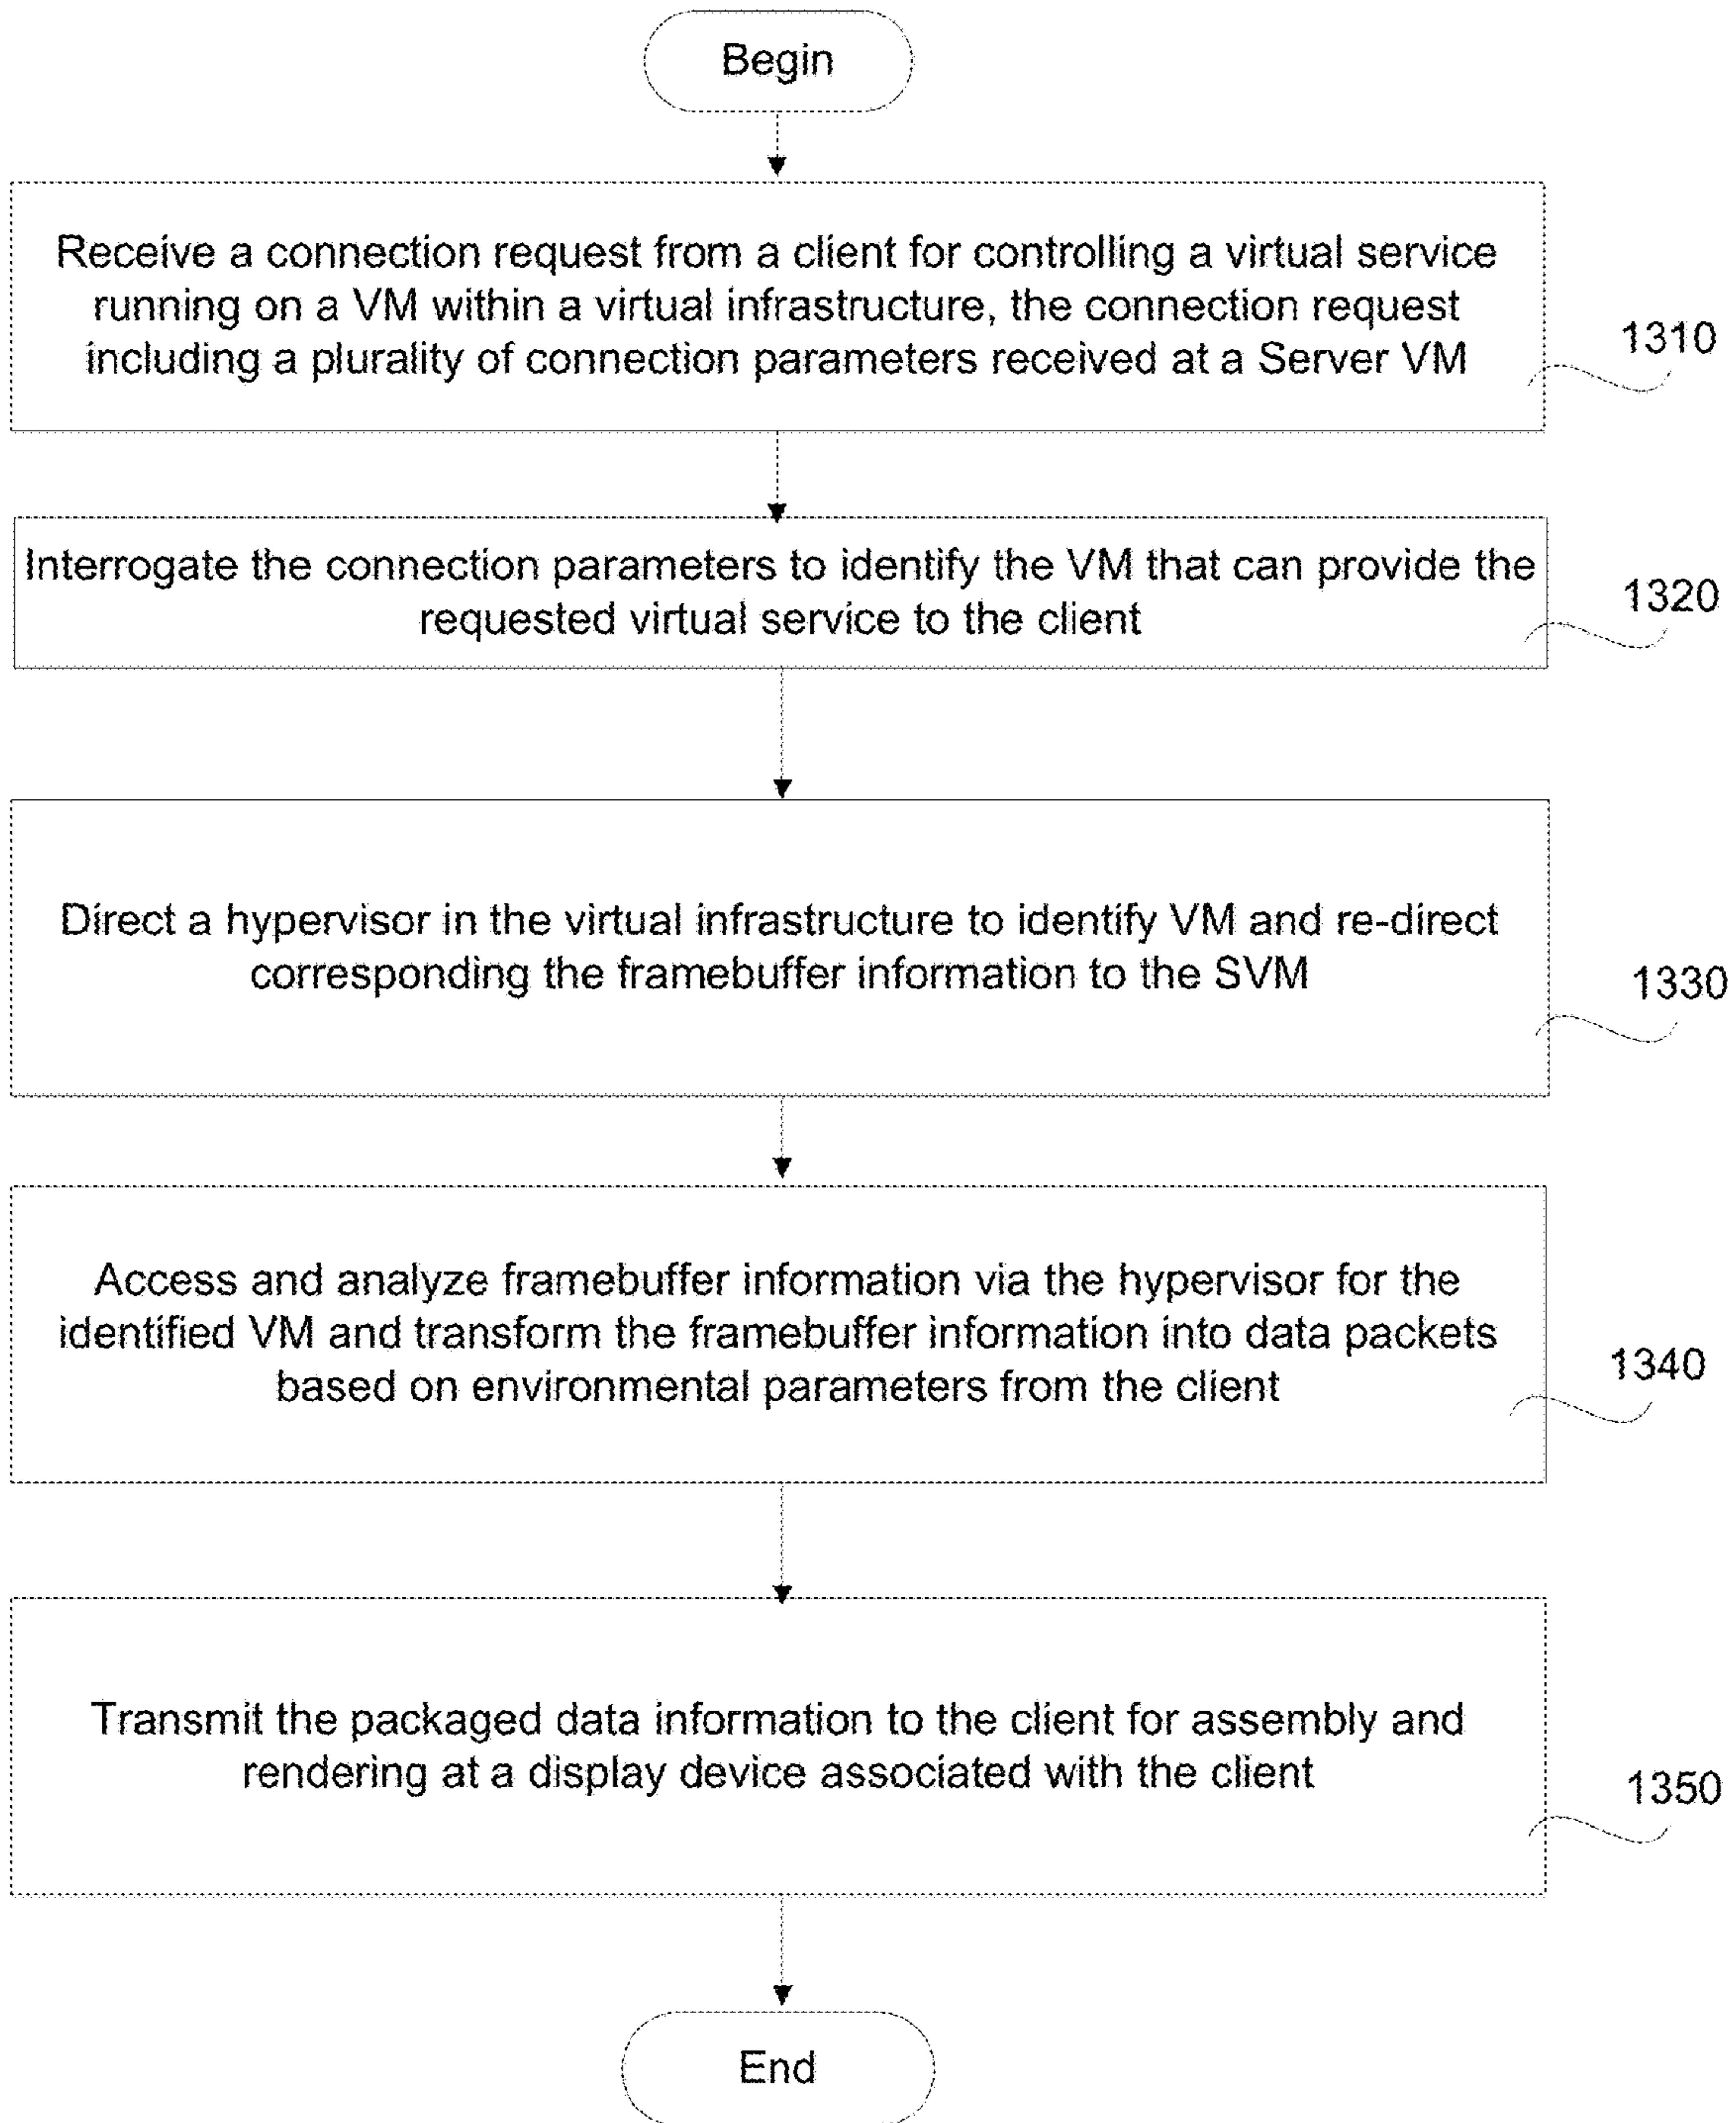 Begin
Receive a connection request from a client for controlling a virtual service
running on a VM within a virtual infrastructure, the connection request
including a plurality of connection parameters received at a Server VM
1310
Interrogate the connection parameters to identify the VM that can provide the
requested virtual service to the client
1320
Direct a hypervisor in the virtual infrastructure to identify VM and re-direct
corresponding the framebuffer information to the SVM
1330
Access and analyze framebuffer information via the hypervisor for the
identified VM and transform the framebuffer information into data packets
based on environmental parameters from the client
1340
Transmit the packaged data information to the client for assembly and
rendering at a display device associated with the client
1350
End